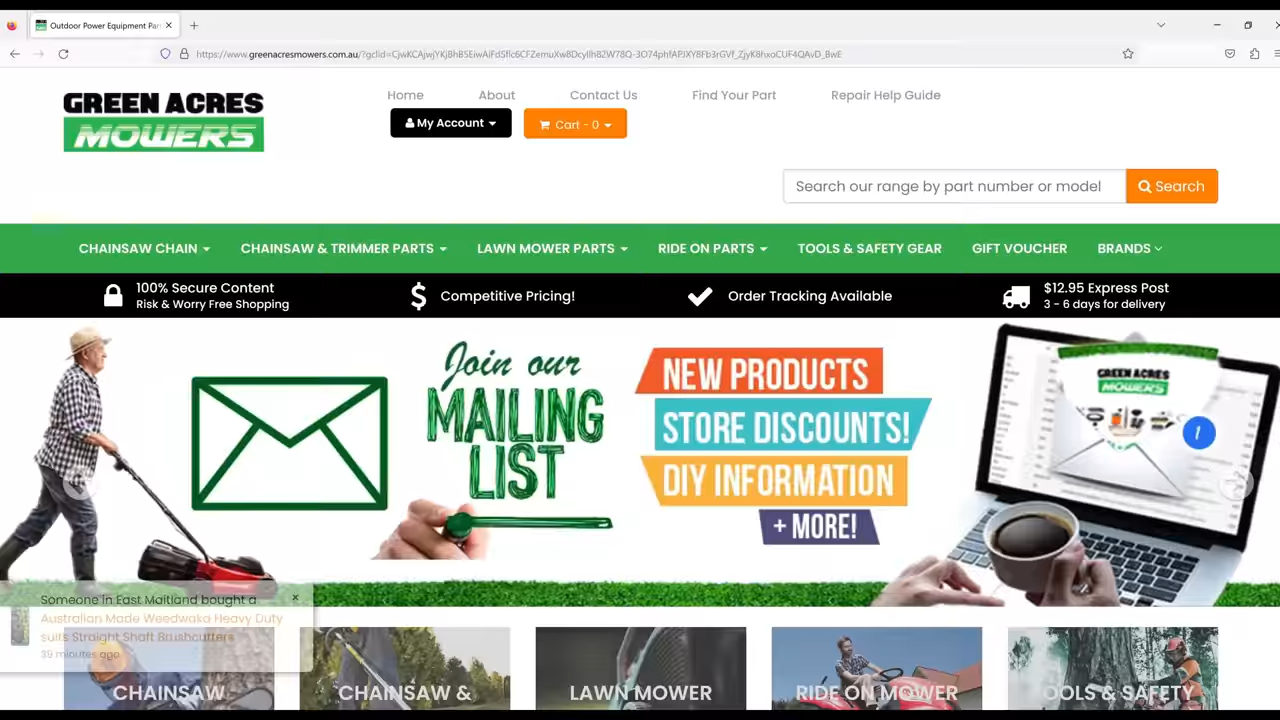 Outdoor Power Equipment Par
https://www.greenacresmowers.com.au/?gclid=CjwKCAjwjYKjBhB5EiwAiFdSflc6CFZemuXw8DcyIlh82W78Q-3O74phfAPJXY8Fb3rGVf_ZjyK8hxoCUF4QAvD_BwE
GREEN ACRES
MOWERS
Home About Contact Us Find Your Part Repair Help Guide
My Account Cart - 0
Search our range by part number or model Search
CHAINSAW CHAIN CHAINSAW & TRIMMER PARTS LAWN MOWER PARTS RIDE ON PARTS TOOLS & SAFETY GEAR GIFT VOUCHER BRANDS
100% Secure Content
Risk & Worry Free Shopping
Competitive Pricing!
Order Tracking Available
$12.95 Express Post
3 - 6 days for delivery
Join our
MAILING
LIST
NEW PRODUCTS
STORE DISCOUNTS!
DIY INFORMATION
+ MORE!
GREEN ACRES
MOWERS
1
Someone in East Maitland bought a
Australian Made Weedwaka Heavy Duty
suits Straight Shaft Brushcutters
39 minutes ago
CHAINSAW CHAINSAW & LAWN MOWER RIDE ON MOWER TOOLS & SAFETY